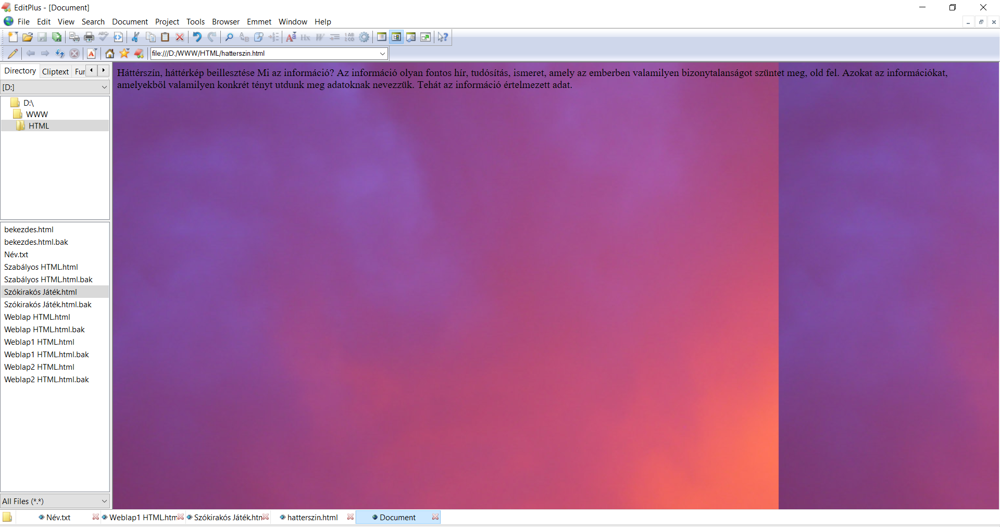 EditPlus - [Document]
File Edit View Search Document Project Tools Browser Emmet Window Help
file:///D:/WWW/HTML/hatterszin.html
Directory Cliptext Fur
[D:]
D:\
WWW
HTML
bekezdes.html
bekezdes.html.bak
Név.txt
Szabályos HTML.html
Szabályos HTML.html.bak
Szókirakós Játék.html
Szókirakós Játék.html.bak
Weblap HTML.html
Weblap HTML.html.bak
Weblap1 HTML.html
Weblap1 HTML.html.bak
Weblap2 HTML.html
Weblap2 HTML.html.bak
All Files (*.*)
Háttérszín, háttérkép beillesztése Mi az információ? Az információ olyan fontos hír, tudósítás, ismeret, amely az emberben valamilyen bizonytalanságot szüntet meg, old fel. Azokat az információkat,
amelyekből valamilyen konkrét tényt utdunk meg adatoknak nevezzük. Tehát az információ értelmezett adat.
Név.txt Weblap1 HTML.htm Szókirakós Játék.htn hatterszin.html Document